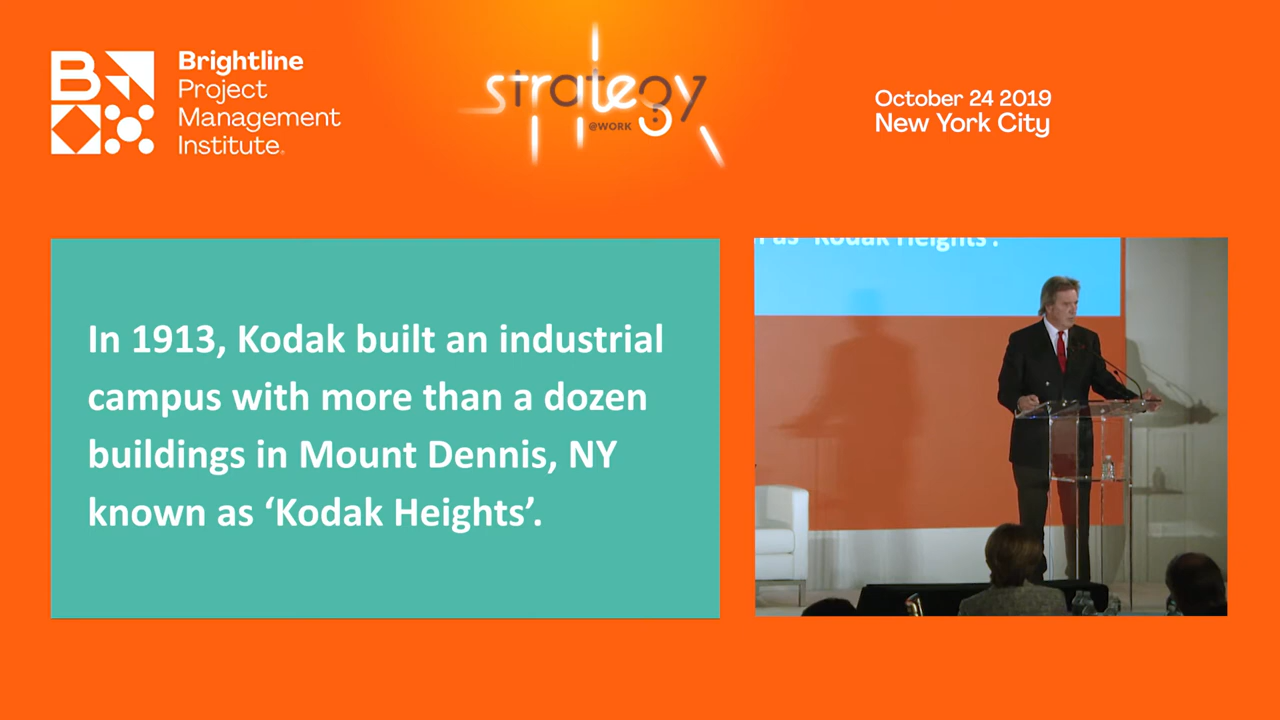 B
Brightline
Project
Management
Institute.
strategy
@WORK
October 24 2019
New York City
In 1913, Kodak built an industrial
campus with more than a dozen
buildings in Mount Dennis, NY
known as ‘Kodak Heights’.
as ‘Kodak Heights’.